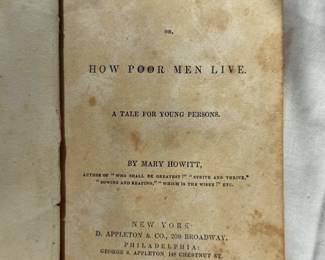 OR,
HOW POOR MEN LIVE.
A TALE FOR YOUNG PERSONS.
BY MARY HOWITT,
AUTHOR OF "WHO SHALL BE GREATEST?" "STRIVE AND THRIVE,"
"SOWING AND REAPING," "WHICH IS THE WISER?" ETC.
NEW YORK:
D. APPLETON & CO., 200 BROADWAY.
PHILADELPHIA:
GEORGE S. APPLETON 148 CHESTNUT ST.